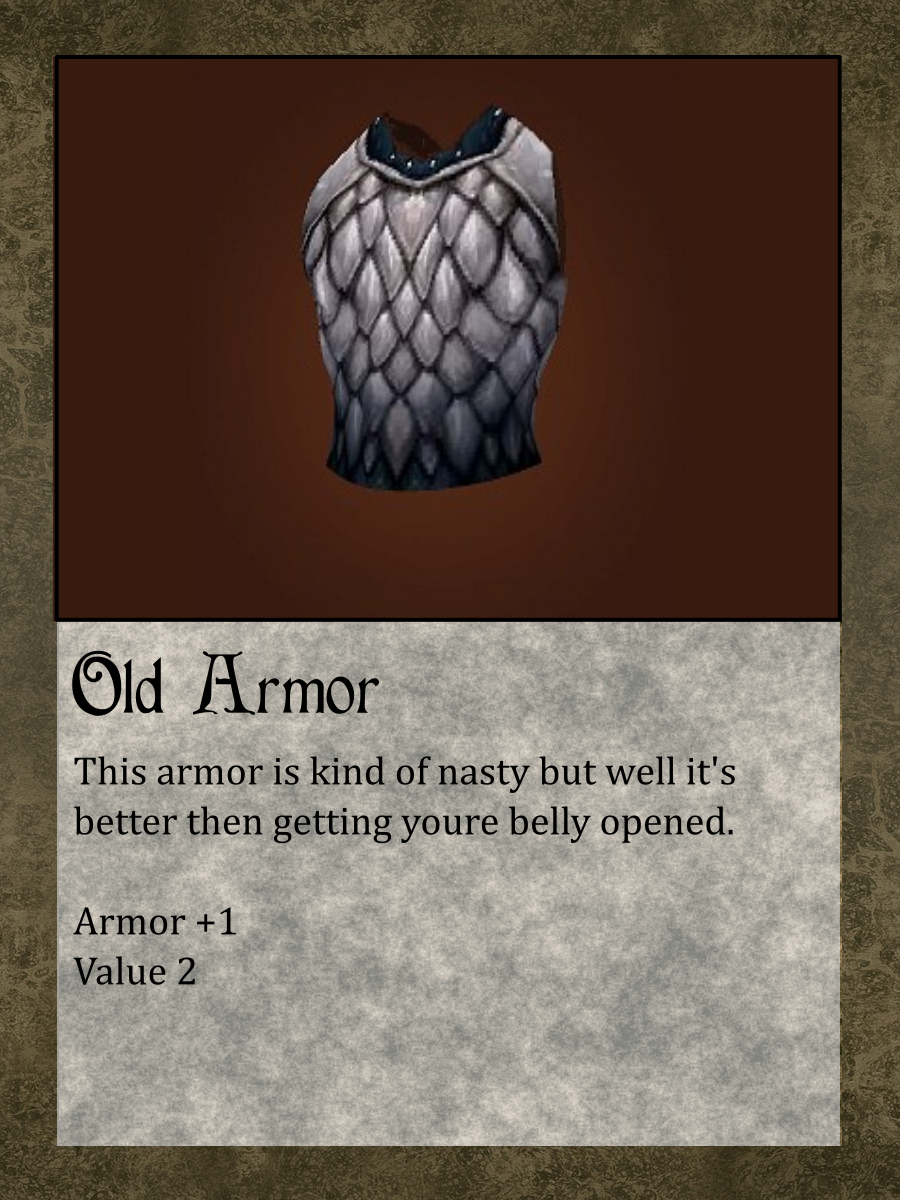 Old Armor
This armor is kind of nasty but well it's
better then getting youre belly opened.
Armor +1
Value 2